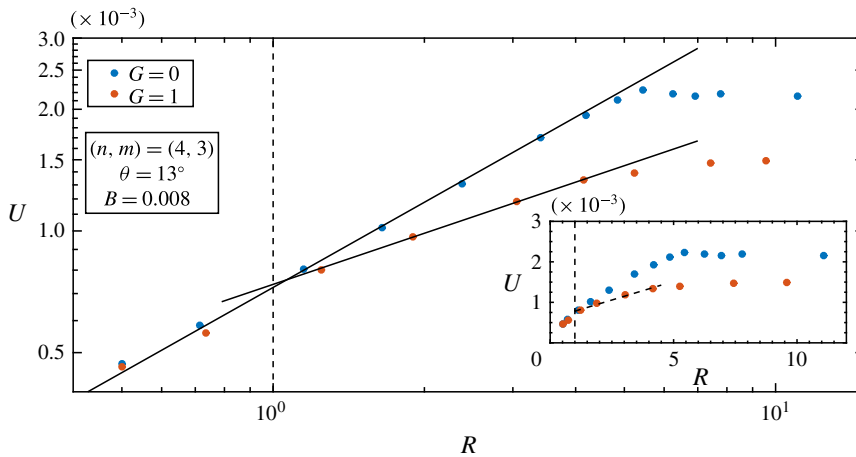 (× 10⁻³)
3.0
2.5
2.0
1.5
1.0
0.5
U
G = 0
G = 1
(n, m) = (4, 3)
θ = 13°
B = 0.008
10⁰
10¹
R
(× 10⁻³)
3
2
1
0
U
5
10
R